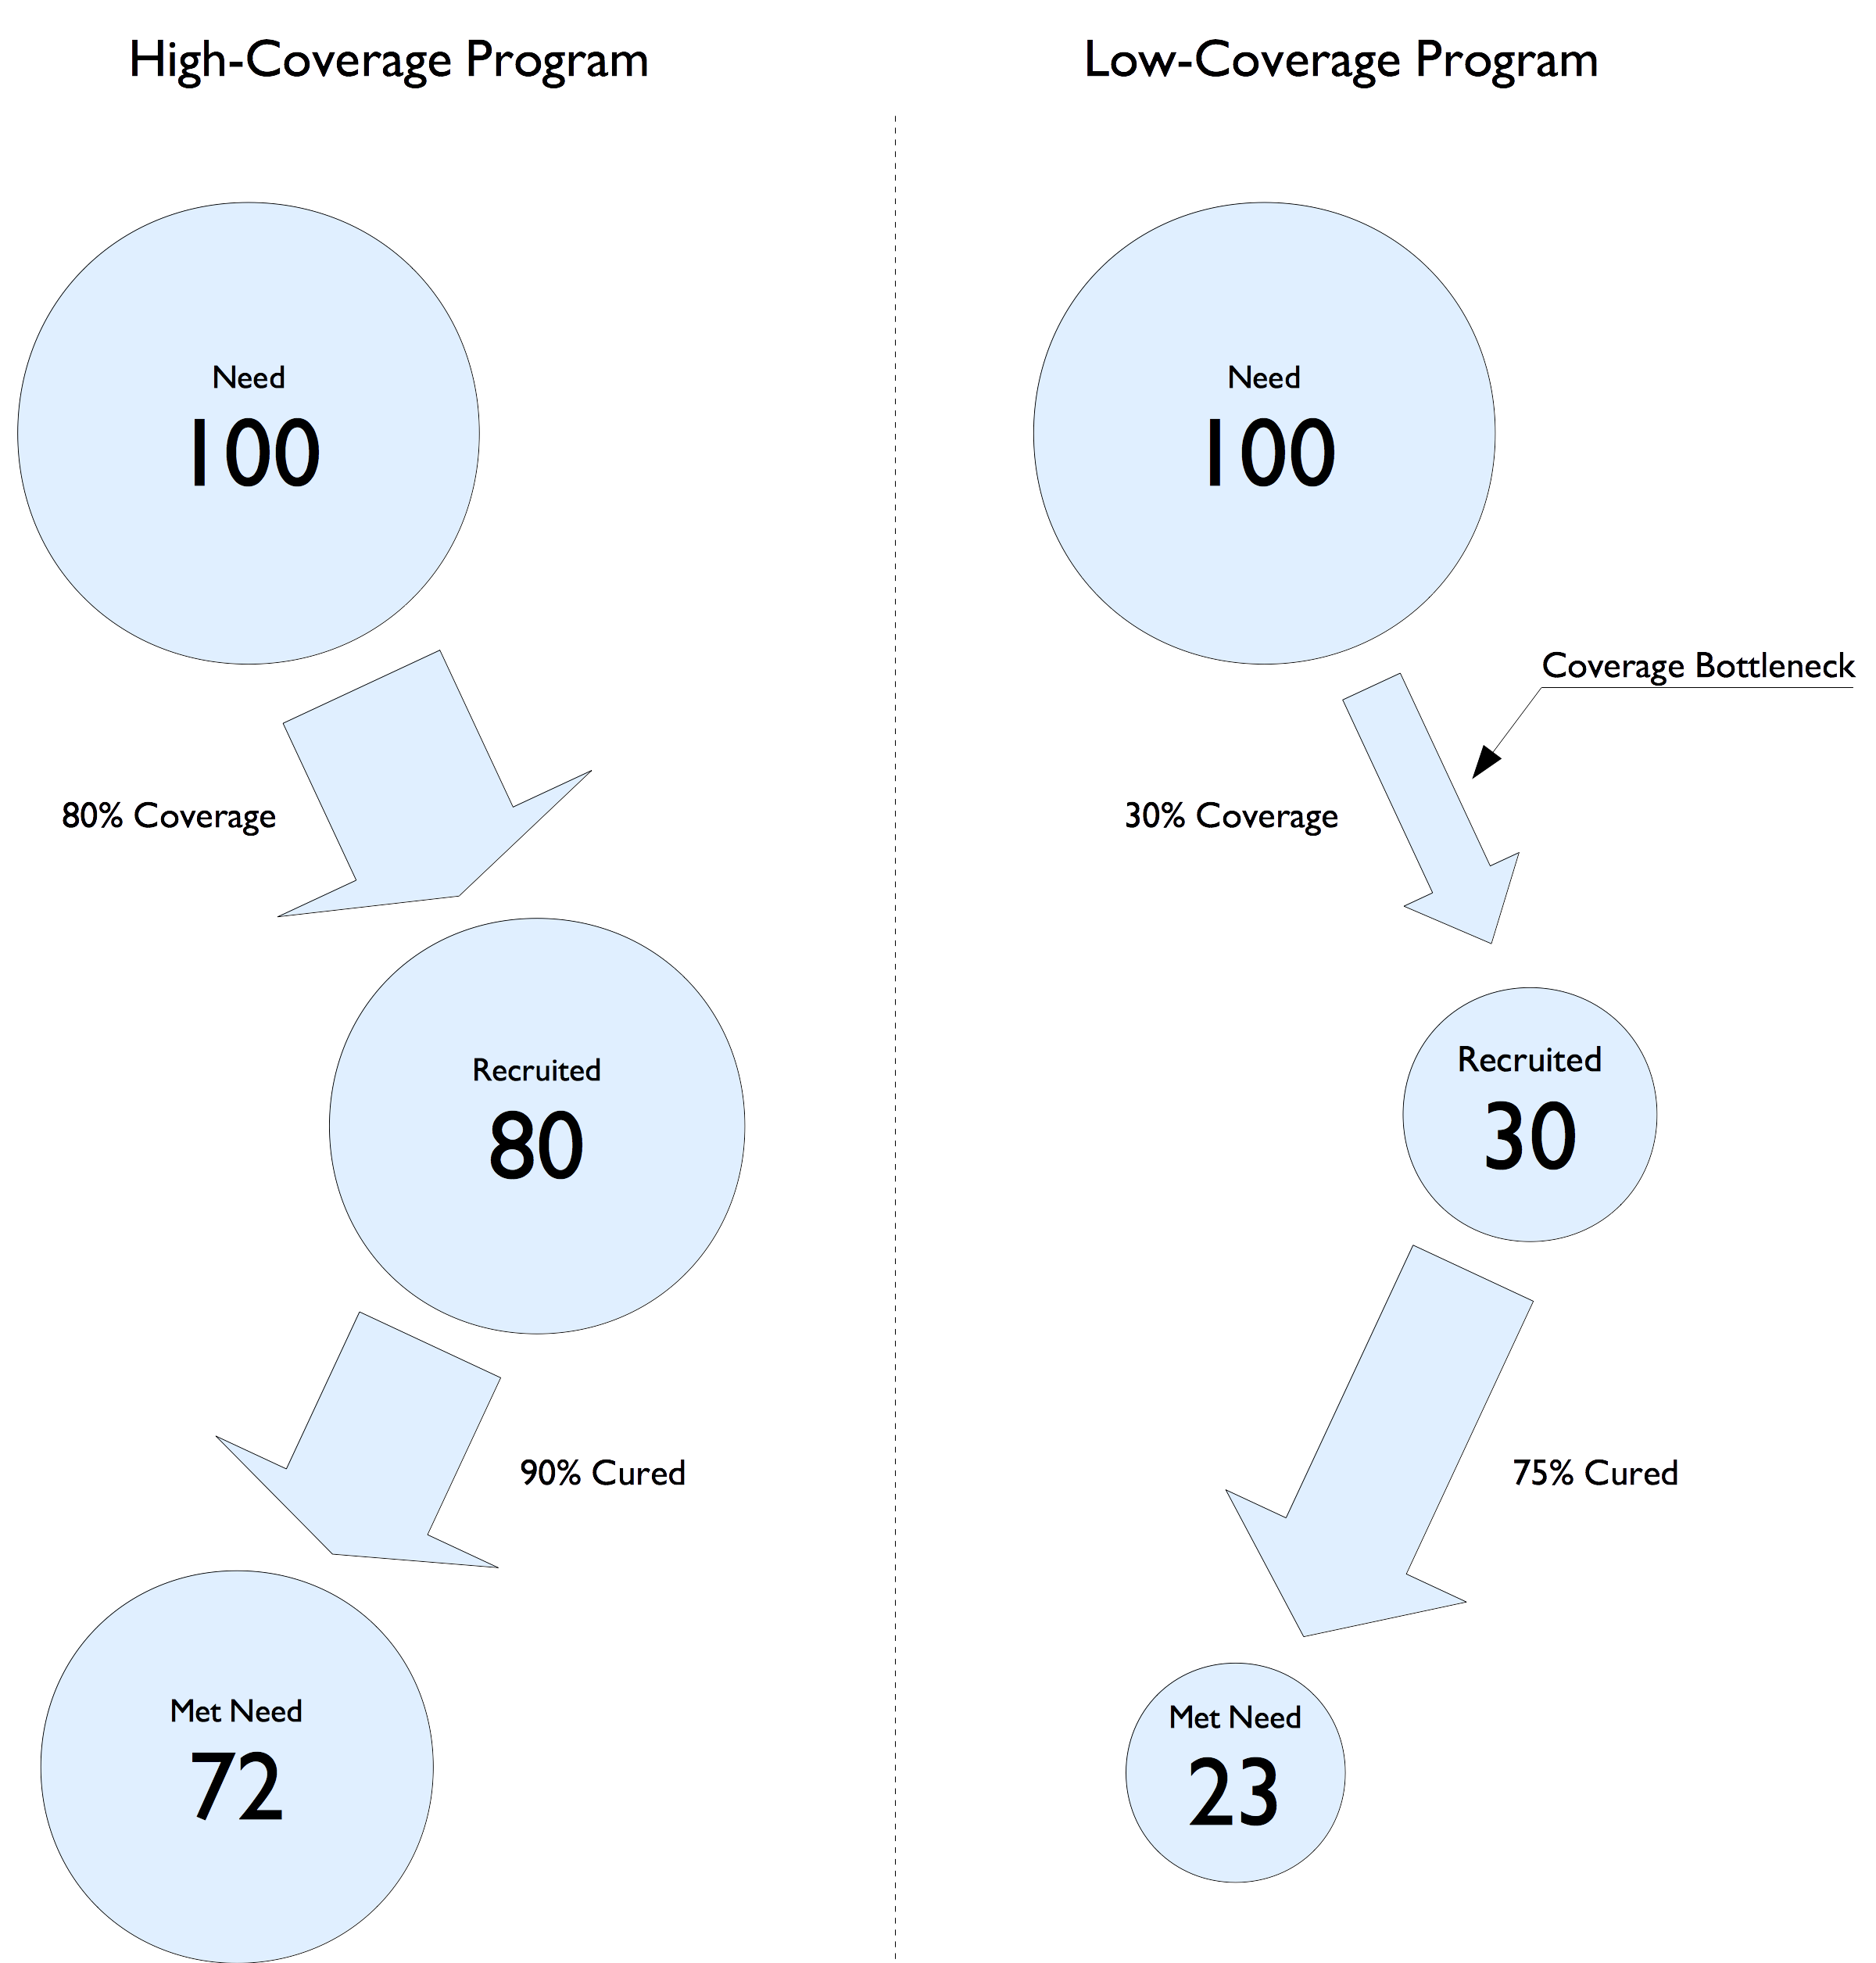 High-Coverage Program
Need
100
80% Coverage
Recruited
80
90% Cured
Met Need
72
Low-Coverage Program
Need
100
Coverage Bottleneck
30% Coverage
Recruited
30
75% Cured
Met Need
23